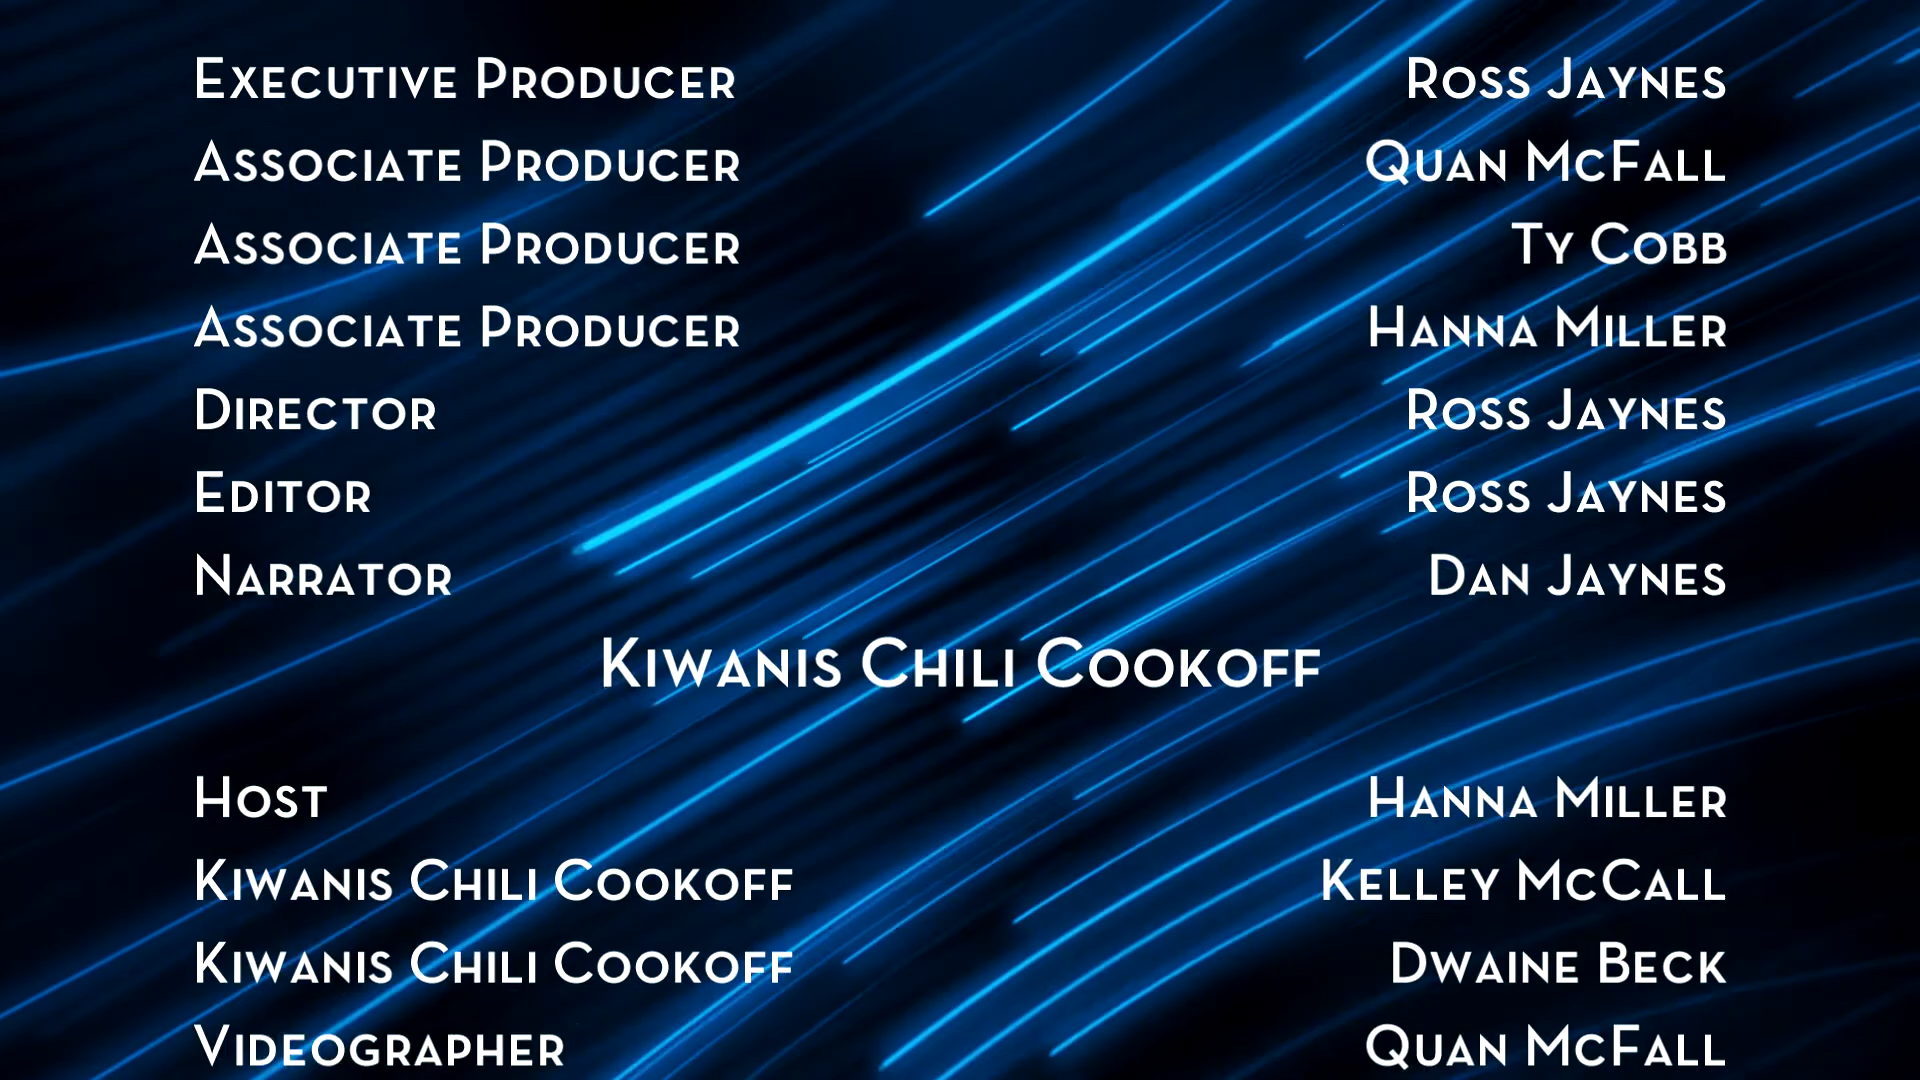 Executive Producer Ross Jaynes
Associate Producer Quan McFall
Associate Producer Ty Cobb
Associate Producer Hanna Miller
Director Ross Jaynes
Editor Ross Jaynes
Narrator Dan Jaynes
Kiwanis Chili Cookoff
Host Hanna Miller
Kiwanis Chili Cookoff Kelley McCall
Kiwanis Chili Cookoff Dwaine Beck
Videographer Quan McFall